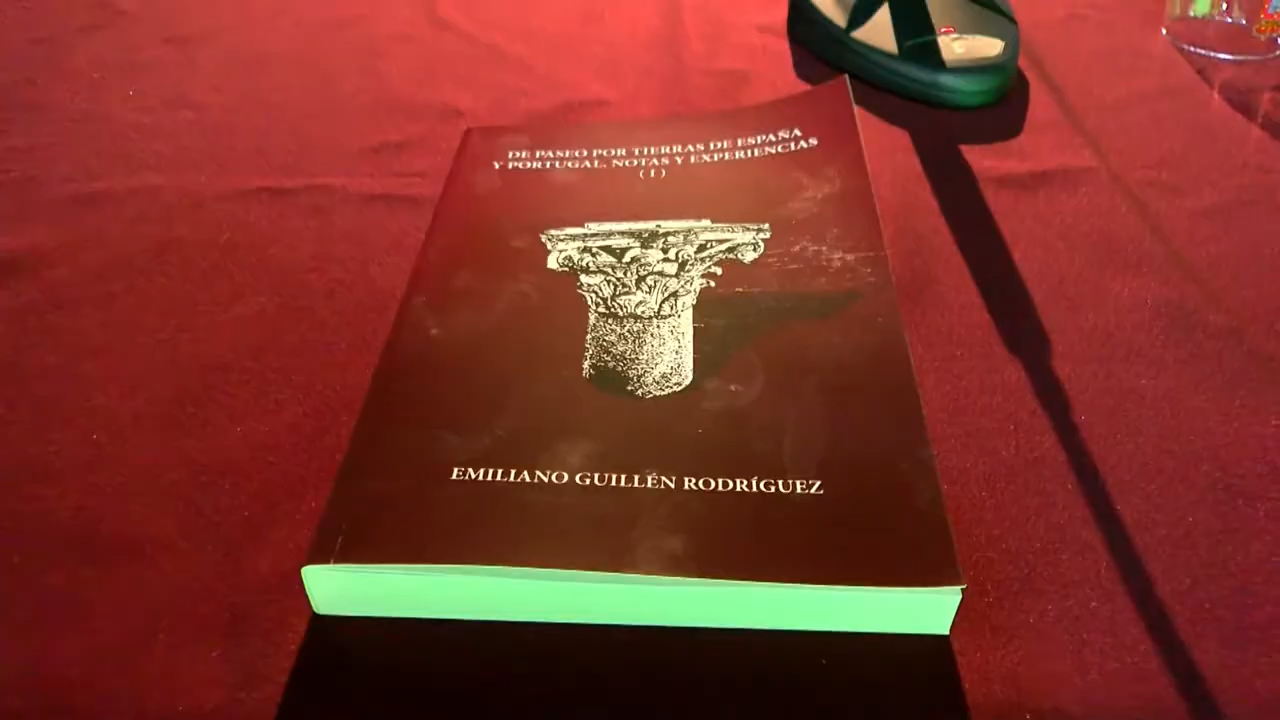 DE PASEO POR TIERRAS DE ESPAÑA
Y PORTUGAL. NOTAS Y EXPERIENCIAS
( I )
EMILIANO GUILLÉN RODRÍGUEZ